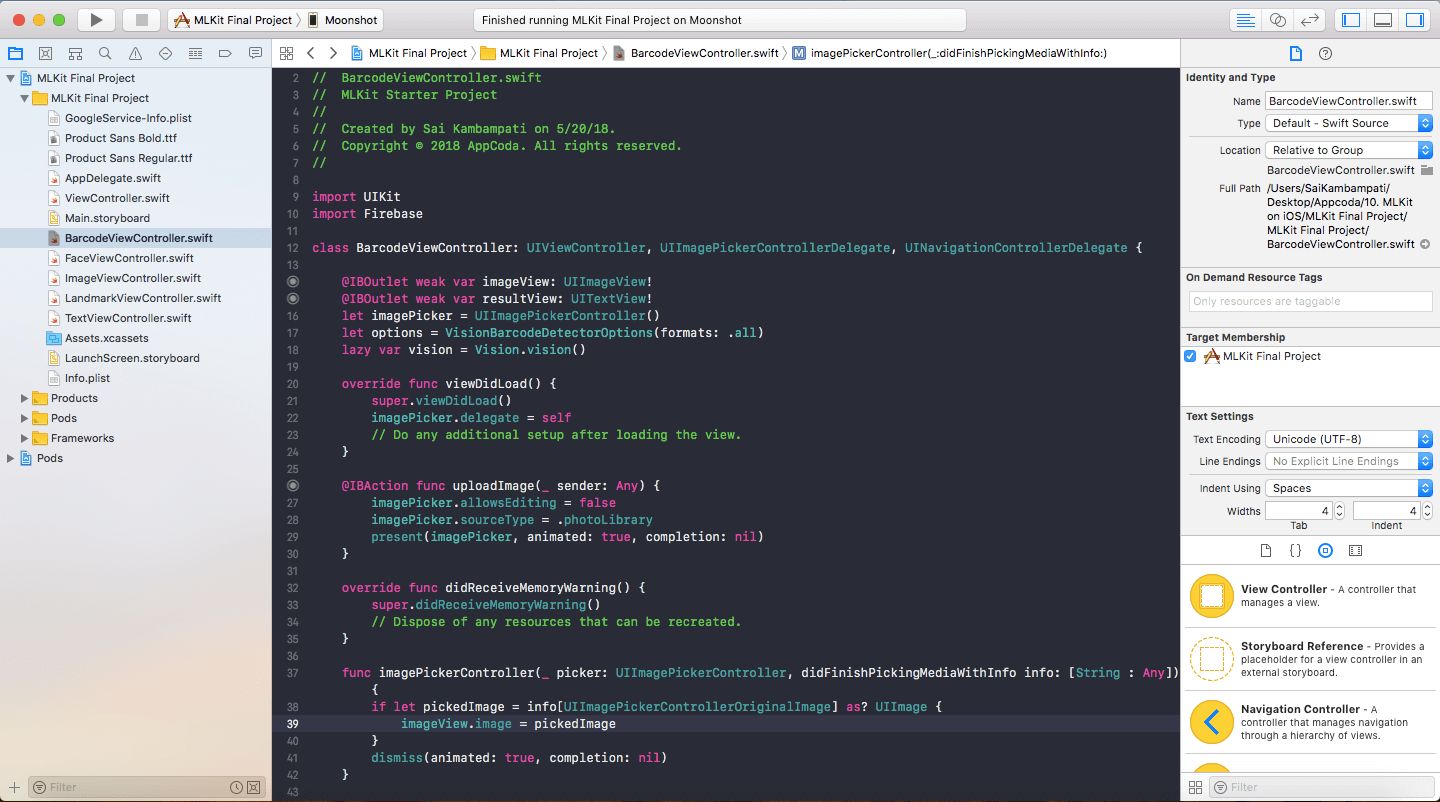 MLKit Final Project
Moonshot
Finished running MLKit Final Project on Moonshot
MLKit Final Project
MLKit Final Project
BarcodeViewController.swift
M
imagePickerController(_:didFinishPickingMediaWithInfo:)
MLKit Final Project
MLKit Final Project
GoogleService-Info.plist
Product Sans Bold.ttf
Product Sans Regular.ttf
AppDelegate.swift
ViewController.swift
Main.storyboard
BarcodeViewController.swift
FaceViewController.swift
ImageViewController.swift
LandmarkViewController.swift
TextViewController.swift
Assets.xcassets
LaunchScreen.storyboard
Info.plist
Products
Pods
Frameworks
Pods
Filter
2 //  BarcodeViewController.swift
3 //  MLKit Starter Project
4 //
5 //  Created by Sai Kambampati on 5/20/18.
6 //  Copyright © 2018 AppCoda. All rights reserved.
7 //
8
9 import UIKit
10 import Firebase
11
12 class BarcodeViewController: UIViewController, UIImagePickerControllerDelegate, UINavigationControllerDelegate {
13
@IBOutlet weak var imageView: UIImageView!
@IBOutlet weak var resultView: UITextView!
16 let imagePicker = UIImagePickerController()
17 let options = VisionBarcodeDetectorOptions(formats: .all)
18 lazy var vision = Vision.vision()
19
20 override func viewDidLoad() {
21 super.viewDidLoad()
22 imagePicker.delegate = self
23 // Do any additional setup after loading the view.
24 }
25
@IBAction func uploadImage(_ sender: Any) {
27 imagePicker.allowsEditing = false
28 imagePicker.sourceType = .photoLibrary
29 present(imagePicker, animated: true, completion: nil)
30 }
31
32 override func didReceiveMemoryWarning() {
33 super.didReceiveMemoryWarning()
34 // Dispose of any resources that can be recreated.
35 }
36
37 func imagePickerController(_ picker: UIImagePickerController, didFinishPickingMediaWithInfo info: [String : Any])
{
38 if let pickedImage = info[UIImagePickerControllerOriginalImage] as? UIImage {
39 imageView.image = pickedImage
40 }
41 dismiss(animated: true, completion: nil)
42 }
43
Identity and Type
Name BarcodeViewController.swift
Type Default - Swift Source
Location Relative to Group
BarcodeViewController.swift
Full Path /Users/SaiKambampati/
Desktop/Appcoda/10. MLKit
on iOS/MLKit Final Project/
MLKit Final Project/
BarcodeViewController.swift
On Demand Resource Tags
Only resources are taggable
Target Membership
MLKit Final Project
Text Settings
Text Encoding Unicode (UTF-8)
Line Endings No Explicit Line Endings
Indent Using Spaces
Widths 4 4
Tab Indent
View Controller - A controller that
manages a view.
Storyboard Reference - Provides a
placeholder for a view controller in an
external storyboard.
Navigation Controller - A
controller that manages navigation
through a hierarchy of views.
Filter